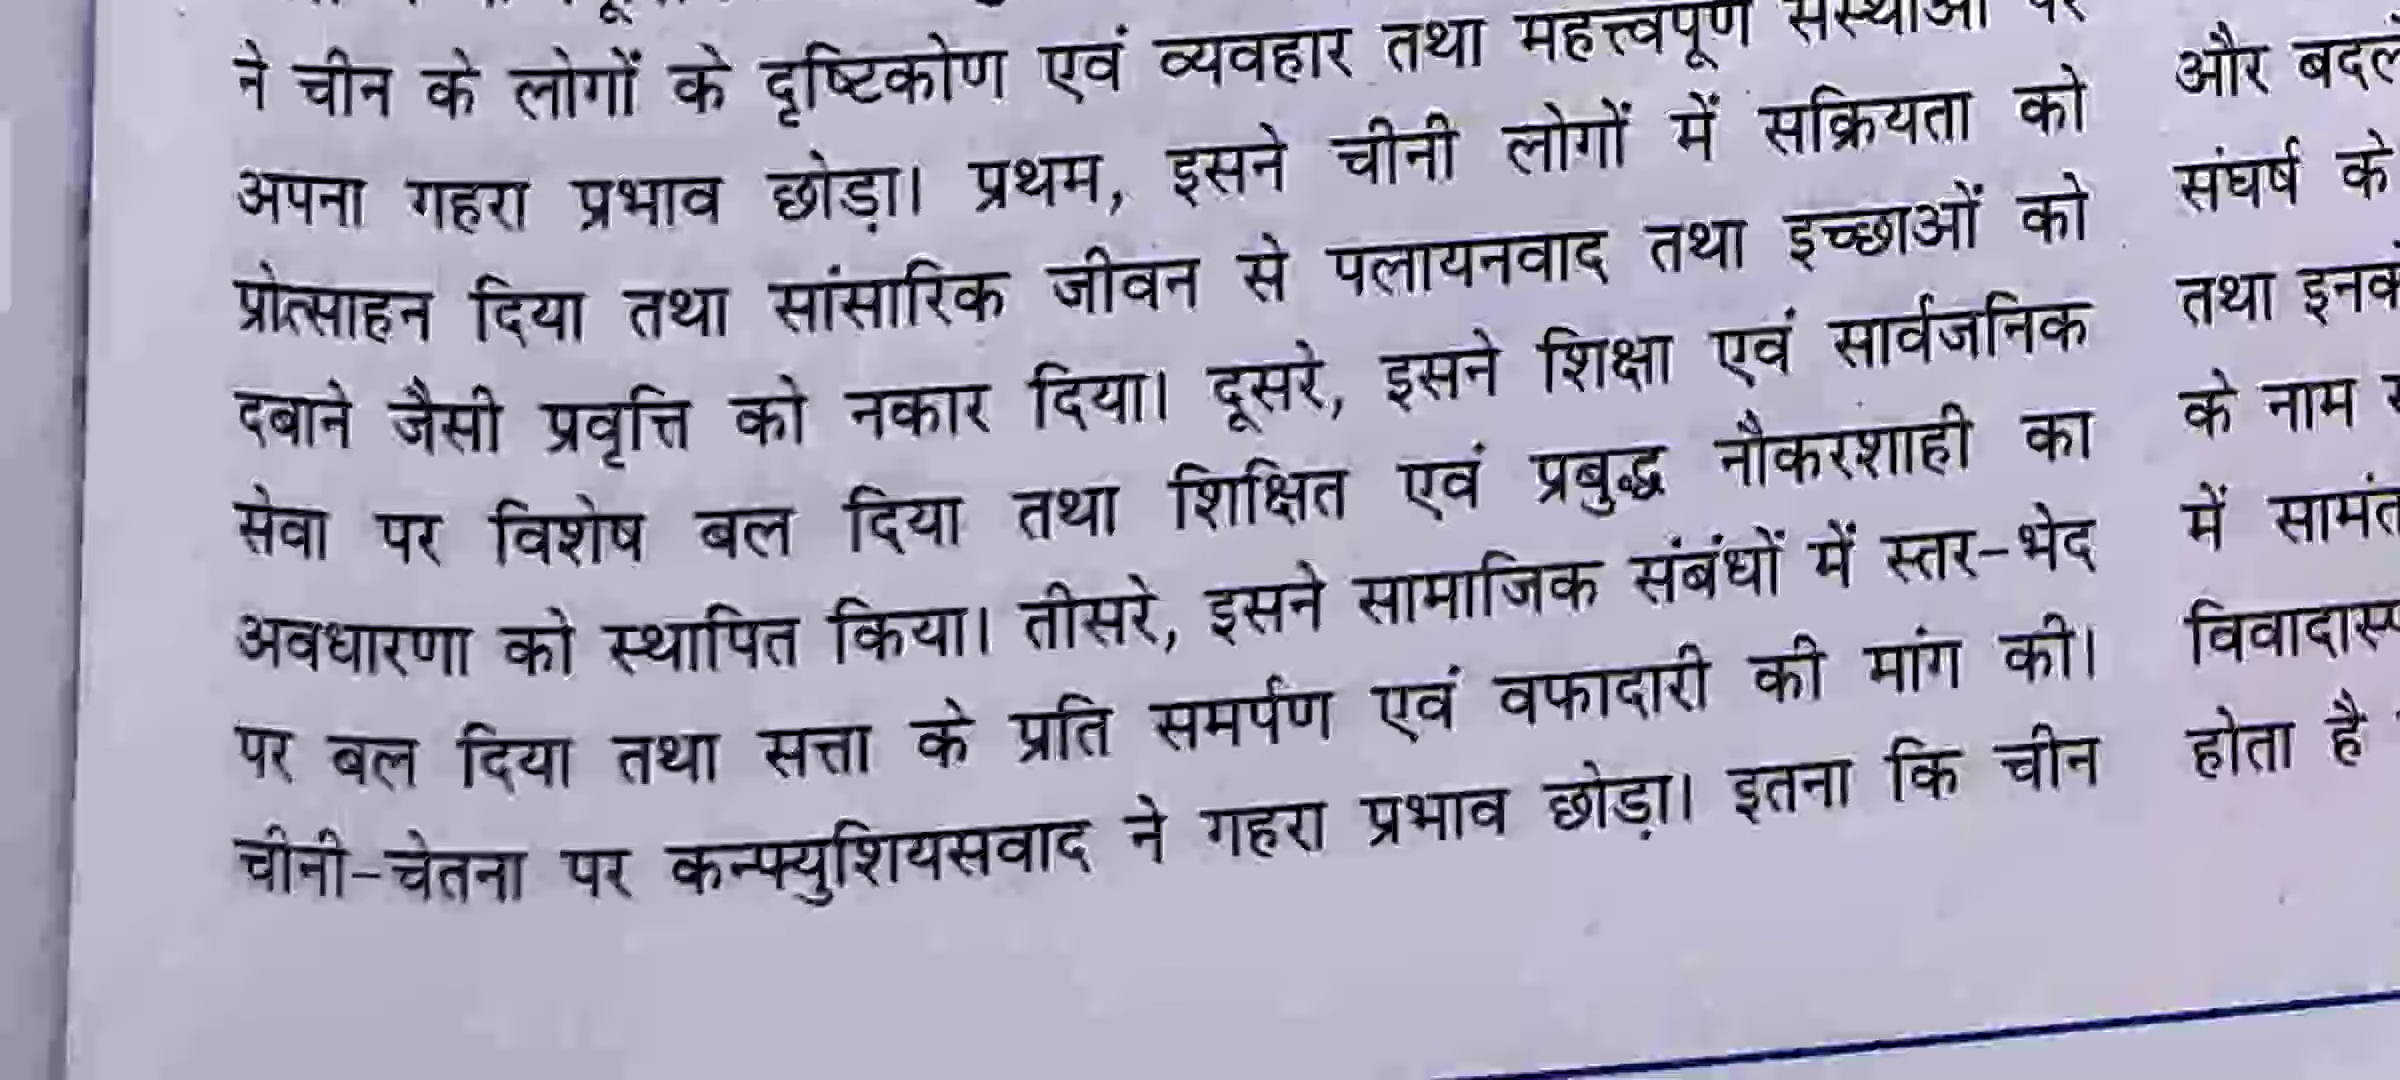 ने चीन के लोगों के दृष्टिकोण एवं व्यवहार तथा महत्त्वपूर्ण संस्थाओं पर
अपना गहरा प्रभाव छोड़ा। प्रथम, इसने चीनी लोगों में सक्रियता को
प्रोत्साहन दिया तथा सांसारिक जीवन से पलायनवाद तथा इच्छाओं को
दबाने जैसी प्रवृत्ति को नकार दिया। दूसरे, इसने शिक्षा एवं सार्वजनिक
सेवा पर विशेष बल दिया तथा शिक्षित एवं प्रबुद्ध नौकरशाही का
अवधारणा को स्थापित किया। तीसरे, इसने सामाजिक संबंधों में स्तर-भेद
पर बल दिया तथा सत्ता के प्रति समर्पण एवं वफादारी की मांग की।
चीनी-चेतना पर कन्फ्युशियसवाद ने गहरा प्रभाव छोड़ा। इतना कि चीन
और
संघर्ष के
तथा
के नाम
में
होता है